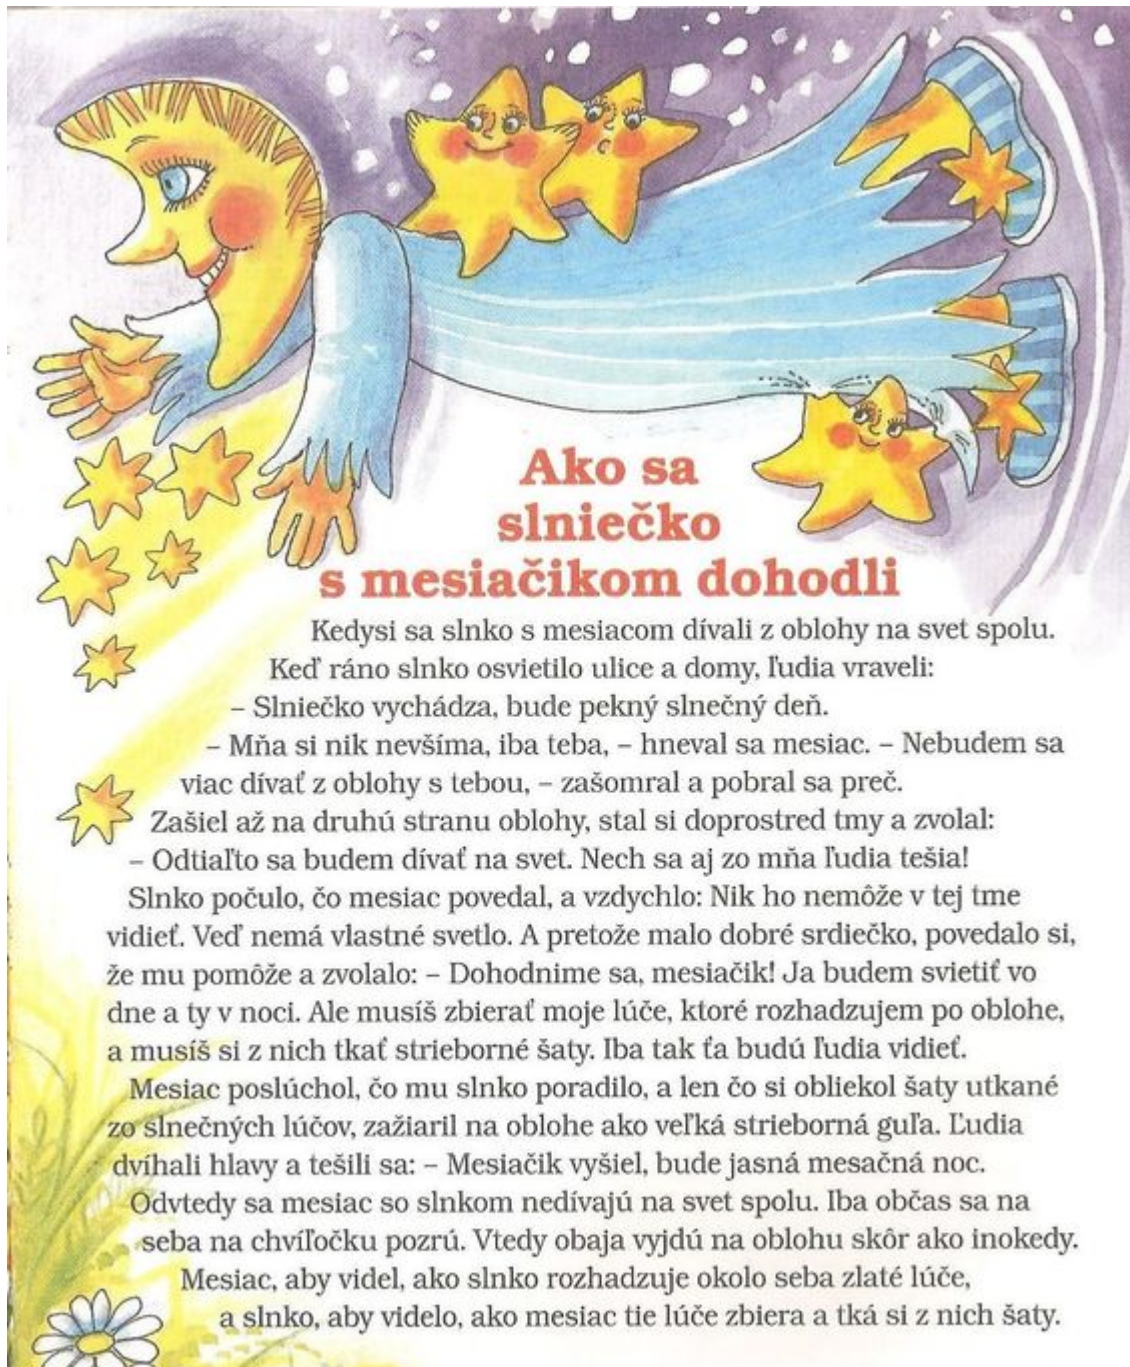 Ako sa
slniečko
s mesiačikom dohodli
Kedysi sa slnko s mesiacom dívali z oblohy na svet spolu.
Keď ráno slnko osvietilo ulice a domy, ľudia vraveli:
– Slniečko vychádza, bude pekný slnečný deň.
– Mňa si nik nevšíma, iba teba, – hneval sa mesiac. – Nebudem sa
viac dívať z oblohy s tebou, – zašomral a pobral sa preč.
Zašiel až na druhú stranu oblohy, stal si doprostred tmy a zvolal:
– Odtiaľto sa budem dívať na svet. Nech sa aj zo mňa ľudia tešia!
Slnko počulo, čo mesiac povedal, a vzdychlo: Nik ho nemôže v tej tme
vidieť. Veď nemá vlastné svetlo. A pretože malo dobré srdiečko, povedalo si,
že mu pomôže a zvolalo: – Dohodnime sa, mesiačik! Ja budem svietiť vo
dne a ty v noci. Ale musíš zbierať moje lúče, ktoré rozhadzujem po oblohe,
a musíš si z nich tkať strieborné šaty. Iba tak ťa budú ľudia vidieť.
Mesiac poslúchol, čo mu slnko poradilo, a len čo si obliekol šaty utkané
zo slnečných lúčov, zažiaril na oblohe ako veľká strieborná guľa. Ľudia
dvíhali hlavy a tešili sa: – Mesiačik vyšiel, bude jasná mesačná noc.
Odvtedy sa mesiac so slnkom nedívajú na svet spolu. Iba občas sa na
seba na chvíľočku pozrú. Vtedy obaja vyjdú na oblohu skôr ako inokedy.
Mesiac, aby videl, ako slnko rozhadzuje okolo seba zlaté lúče,
a slnko, aby videlo, ako mesiac tie lúče zbiera a tká si z nich šaty.